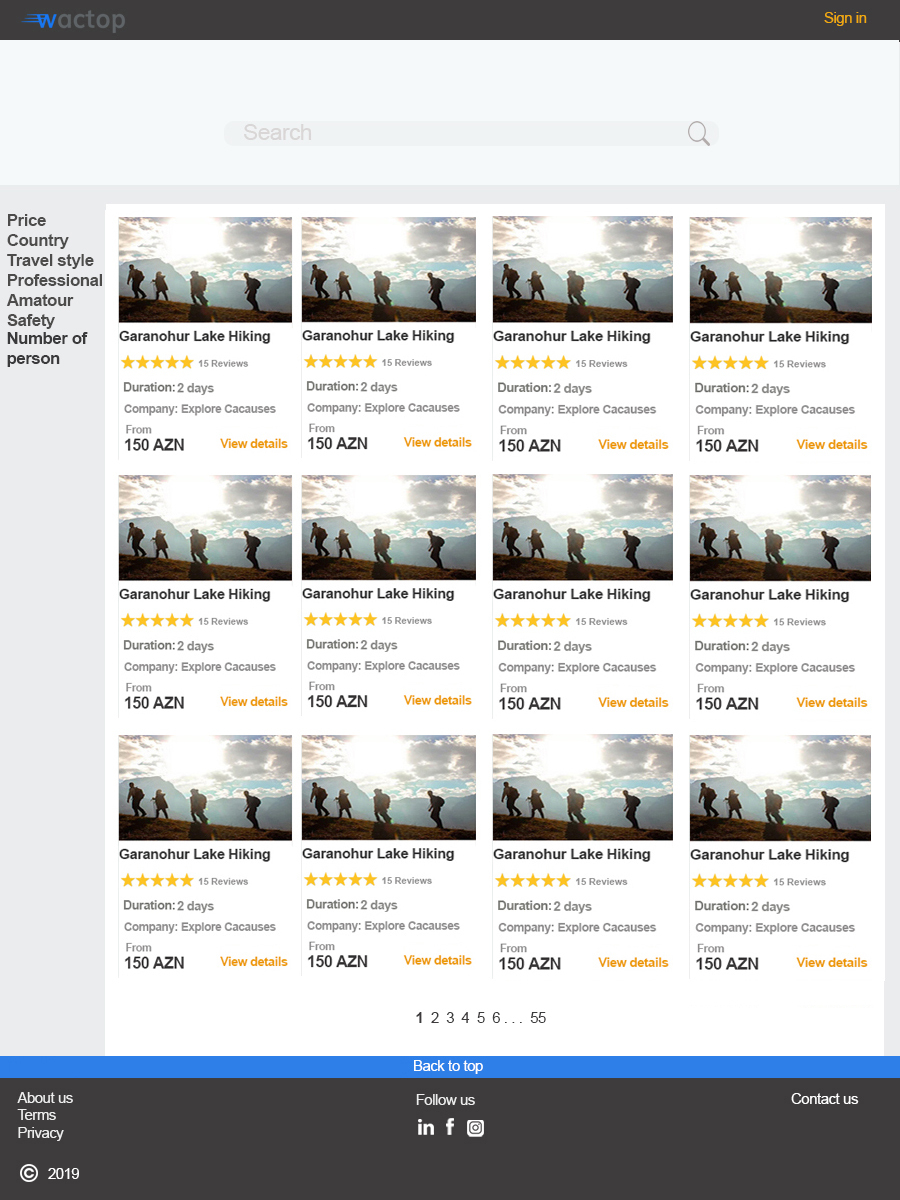 wactop
Sign in
Search
Price
Country
Travel style
Professional
Amatour
Safety
Number of
person
Garanohur Lake Hiking
15 Reviews
Duration: 2 days
Company: Explore Cacauses
From
150 AZN View details
Garanohur Lake Hiking
15 Reviews
Duration: 2 days
Company: Explore Cacauses
From
150 AZN View details
Garanohur Lake Hiking
15 Reviews
Duration: 2 days
Company: Explore Cacauses
From
150 AZN View details
Garanohur Lake Hiking
15 Reviews
Duration: 2 days
Company: Explore Cacauses
From
150 AZN View details
Garanohur Lake Hiking
15 Reviews
Duration: 2 days
Company: Explore Cacauses
From
150 AZN View details
Garanohur Lake Hiking
15 Reviews
Duration: 2 days
Company: Explore Cacauses
From
150 AZN View details
Garanohur Lake Hiking
15 Reviews
Duration: 2 days
Company: Explore Cacauses
From
150 AZN View details
Garanohur Lake Hiking
15 Reviews
Duration: 2 days
Company: Explore Cacauses
From
150 AZN View details
Garanohur Lake Hiking
15 Reviews
Duration: 2 days
Company: Explore Cacauses
From
150 AZN View details
Garanohur Lake Hiking
15 Reviews
Duration: 2 days
Company: Explore Cacauses
From
150 AZN View details
Garanohur Lake Hiking
15 Reviews
Duration: 2 days
Company: Explore Cacauses
From
150 AZN View details
Garanohur Lake Hiking
15 Reviews
Duration: 2 days
Company: Explore Cacauses
From
150 AZN View details
1 2 3 4 5 6 . . . 55
Back to top
About us
Terms
Privacy
© 2019
Follow us
in f
Contact us